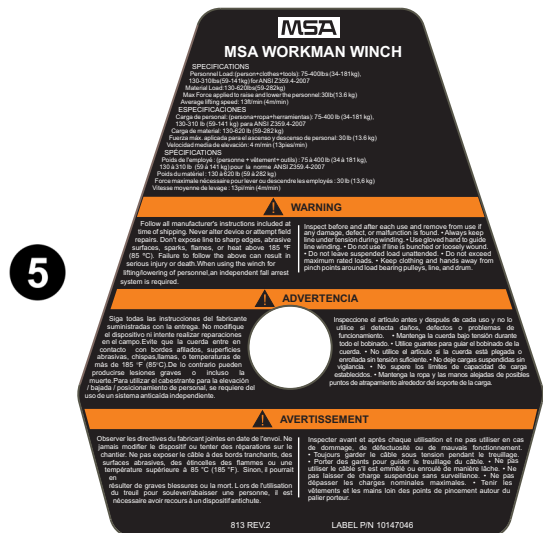 MSA
MSA WORKMAN WINCH
SPECIFICATIONS
Personnel Load:(person+clothes+tools): 75-400lbs (34-181kg),
130-310lbs(59-141kg)for ANSI Z359.4-2007
Material Load:130-620lbs(59-282kg)
Max Force applied to raise and lower the personnel:30lb(13.6 kg)
Average lifting speed: 13ft/min (4m/min)
ESPECIFICACIONES
Carga de personal: (persona+ropa+herramientas): 75-400 lb (34-181 kg),
130-310 lb (59-141 kg) para ANSI Z359.4-2007
Carga de material: 130-620 lb (59-282 kg)
Fuerza máx. aplicada para el ascenso y descenso de personal: 30 lb (13.6 kg)
Velocidad media de elevación: 4 m/min (13pies/min)
SPÉCIFICATIONS
Poids de l'employé : (personne + vêtement+ outils) : 75 à 400 lb (34 à 181 kg),
130 à 310 lb (59 à 141 kg) pour la norme ANSI Z359.4-2007
Poids du matériel : 130 à 620 lb (59 à 282 kg)
Force maximale nécessaire pour lever ou descendre les employés : 30 lb (13,6 kg)
Vitesse moyenne de levage : 13pi/min (4m/min)
WARNING
Follow all manufacturer's instructions included at
time of shipping. Never alter device or attempt field
repairs. Don't expose line to sharp edges, abrasive
surfaces, sparks, flames, or heat above 185 °F
(85 °C). Failure to follow the above can result in
serious injury or death.When using the winch for
lifting/lowering of personnel,an independent fall arrest
system is required.
Inspect before and after each use and remove from use if
any damage, defect, or malfunction is found. • Always keep
line under tension during winding. • Use gloved hand to guide
winding. • Do not use if line is bunched or loosely wound.
• Do not leave suspended load unattended. • Do not exceed
maximum rated loads. • Keep clothing and hands away from
pinch points around load bearing pulleys, line, and drum.
5
ADVERTENCIA
Siga todas las instrucciones del fabricante
suministradas con la entrega. No modifique
el dispositivo ni intente realizar reparaciones
en el campo.Evite que la cuerda entre en
contacto con bordes afilados, superficies
abrasivas, chispas,llamas, o temperaturas de
más de 185 °F (85°C).De lo contrario pueden
producirse lesiones graves o incluso la
muerte.Para utilizar el cabestrante para la elevación
/ bajada / posicionamiento de personal, se requiere del
uso de un sistema anticaída independiente.
Inspeccione el artículo antes y después de cada uso y no lo
utilice si detecta daños, defectos o problemas de
funcionamiento. • Mantenga la cuerda bajo tensión durante
todo el bobinado. • Utilice guantes para guiar el bobinado de la
cuerda. • No utilice el artículo si la cuerda está plegada o
enrollada sin tensión suficiente. • No deje cargas suspendidas sin
vigilancia. • No supere los límites de capacidad de carga
establecidos. • Mantenga la ropa y las manos alejadas de posibles
puntos de atrapamiento alrededor del soporte de la carga.
AVERTISSEMENT
Observer les directives du fabricant jointes en date de l'envoi. Ne
jamais modifier le dispositif ou tenter des réparations sur le
chantier. Ne pas exposer le câble à des bords tranchants, des
surfaces abrasives, des étincelles des flammes ou une
température supérieure à 85 °C (185 °F). Sinon, il pourrait
en
résulter de graves blessures ou la mort. L ors de l'utilisation
du treuil pour soulever/abaisser une personne, il est
nécessaire avoir recours à un dispositif antichute.
Inspecter avant et après chaque utilisation et ne pas utiliser en cas
de dommage, de défectuosité ou de mauvais fonctionnement.
• Toujours garder le câble sous tension pendant le treuillage.
• Porter des gants pour guider le treuillage du câble. • Ne pas
utiliser le câble s'il est emmêlé ou enroulé de manière lâche. • Ne
pas laisser de charge suspendue sans surveillance. • Ne pas
dépasser les charges nominales maximales. • Tenir les
vêtements et les mains loin des points de pincement autour du
palier porteur.
813 REV.2 LABEL P/N 10147046